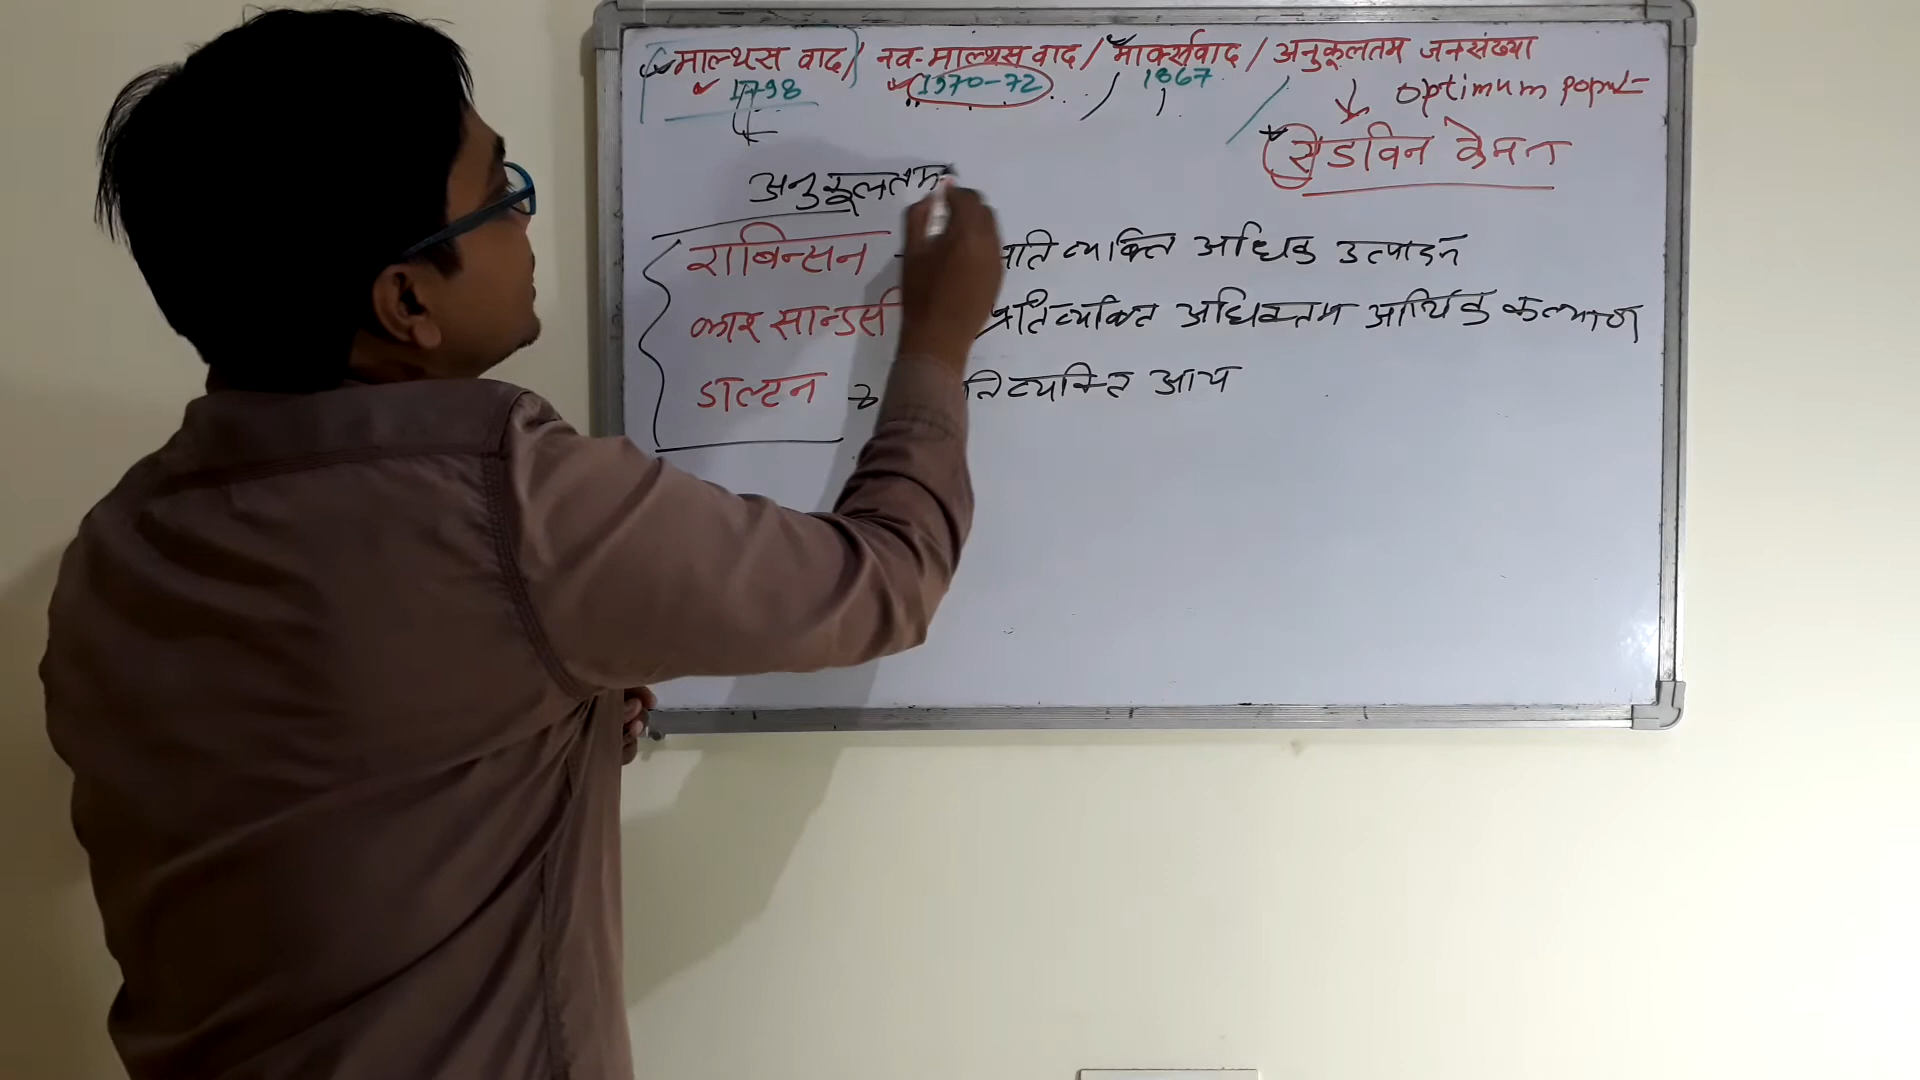 माल्थस वाद / नव-माल्थस वाद / मार्क्सवाद / अनुकूलतम जनसंख्या
1798 1970-72 1867 optimum popul=
एडविन केनन
अनुकूलतम
राबिन्सन - प्रति व्यक्ति अधिक उत्पादन
कार सान्डर्स प्रतिव्यक्ति अधिकतम आर्थिक कल्याण
डाल्टन व्यक्ति आय